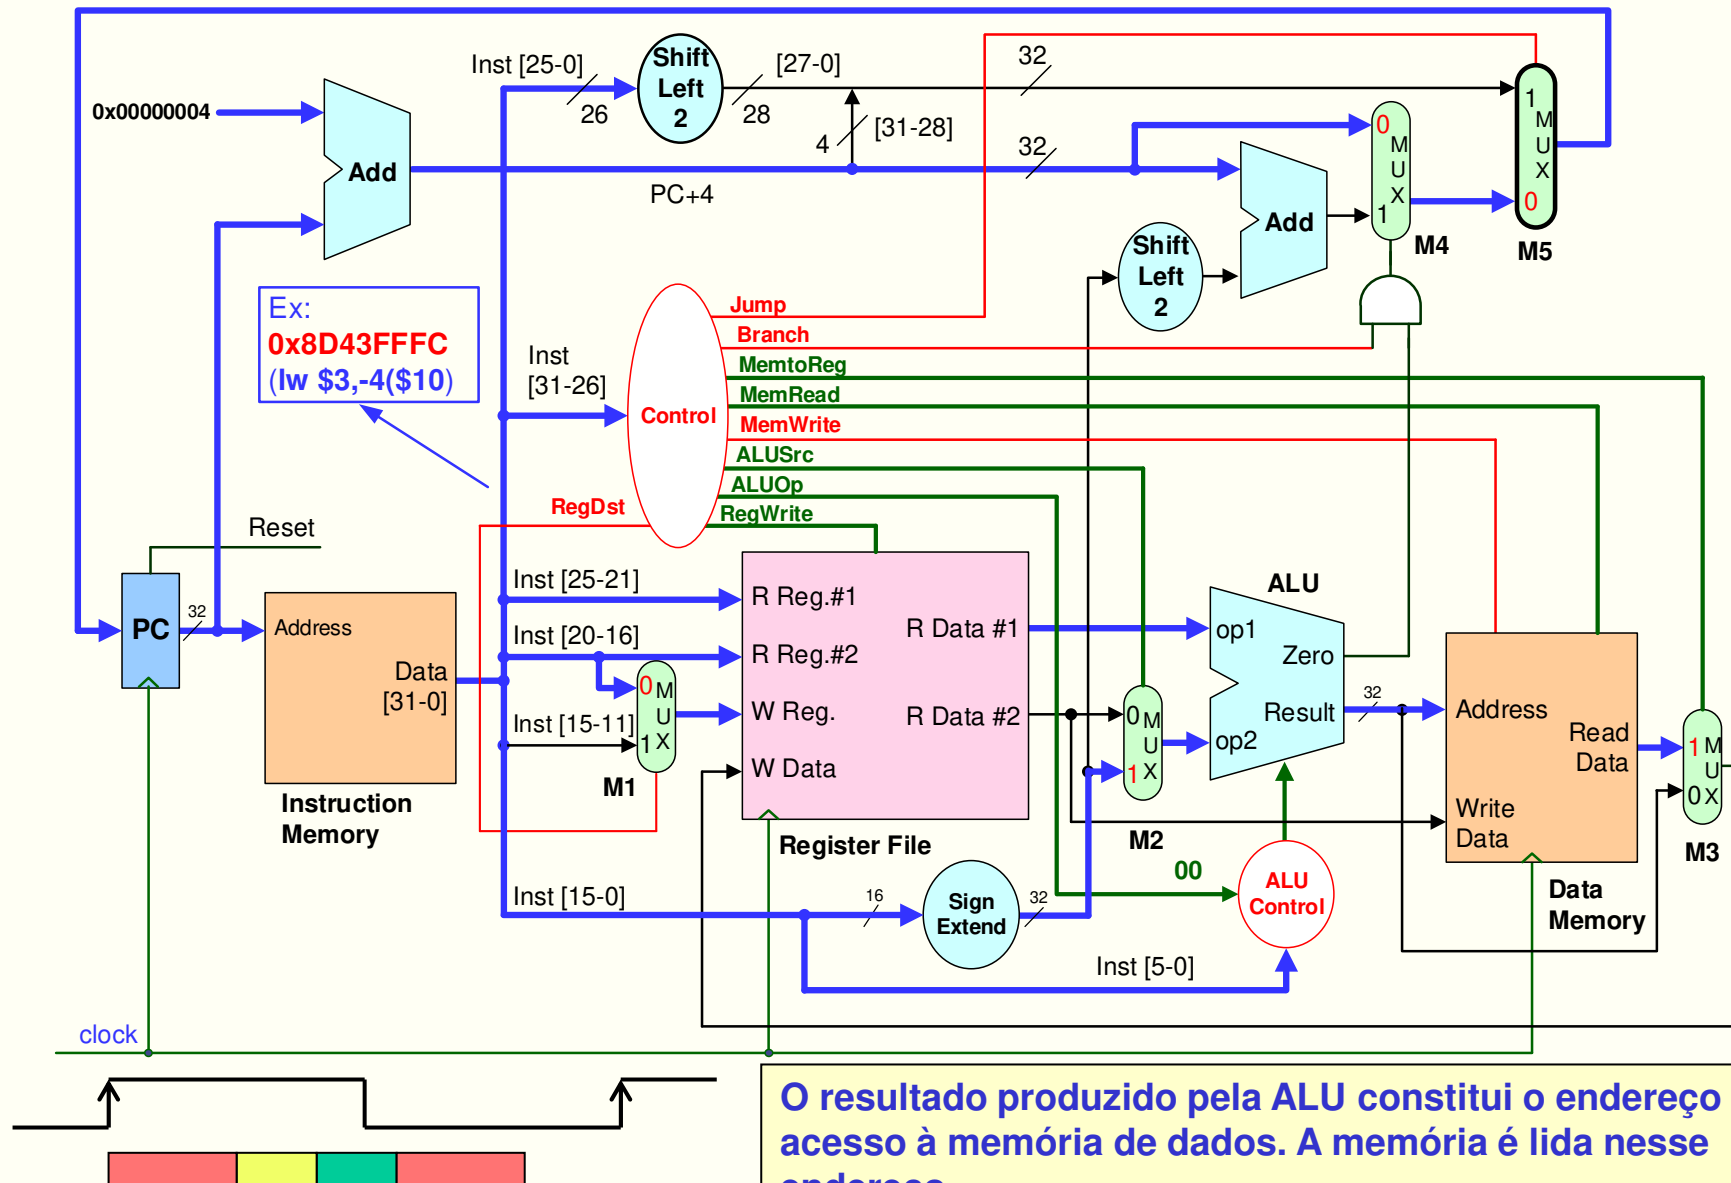 Inst [25-0]
26
Shift
Left
2
[27-0]
28
32
0x00000004
Add
4
[31-28]
PC+4
32
0
M
U
X
1
M4
1
M
U
X
0
M5
Add
Shift
Left
2
Ex:
0x8D43FFFC
(lw $3,-4($10)
Inst
[31-26]
Control
Jump
Branch
MemtoReg
MemRead
MemWrite
ALUSrc
ALUOp
RegWrite
RegDst
Reset
PC
32
Address
Data
[31-0]
Instruction
Memory
Inst [25-21]
Inst [20-16]
Inst [15-11]
0
M
U
1
X
M1
R Reg.#1
R Reg.#2
W Reg.
W Data
R Data #1
R Data #2
Register File
0
M
U
1
X
M2
ALU
op1
Zero
Result
op2
32
Address
Read
Data
Write
Data
Data
Memory
1
M
U
0
X
M3
Inst [15-0]
16
Sign
Extend
32
00
ALU
Control
Inst [5-0]
clock
O resultado produzido pela ALU constitui o endereço
acesso à memória de dados. A memória é lida nesse